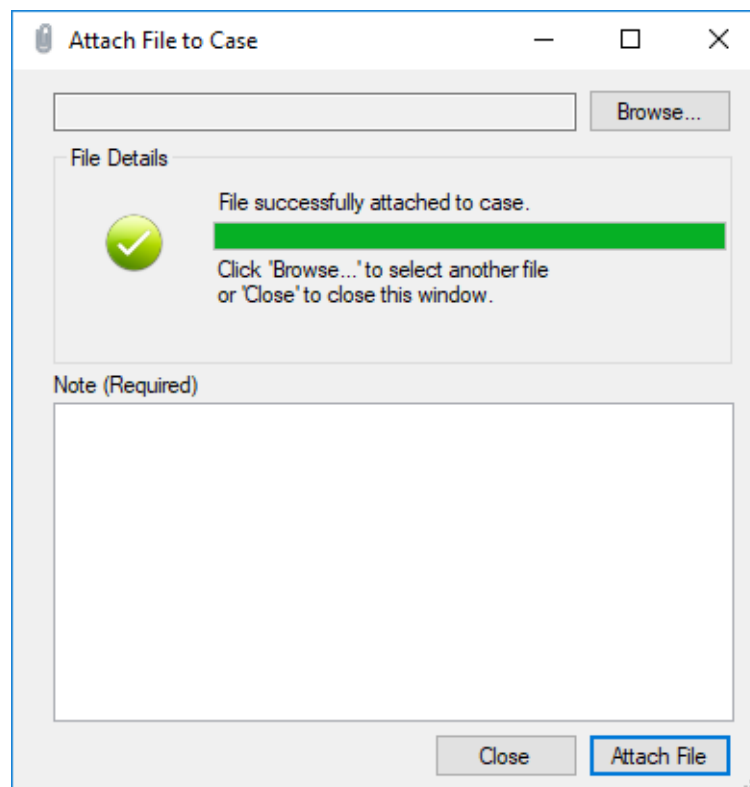 Attach File to Case
Browse...
File Details
File successfully attached to case.
Click 'Browse...' to select another file
or 'Close' to close this window.
Note (Required)
Close
Attach File